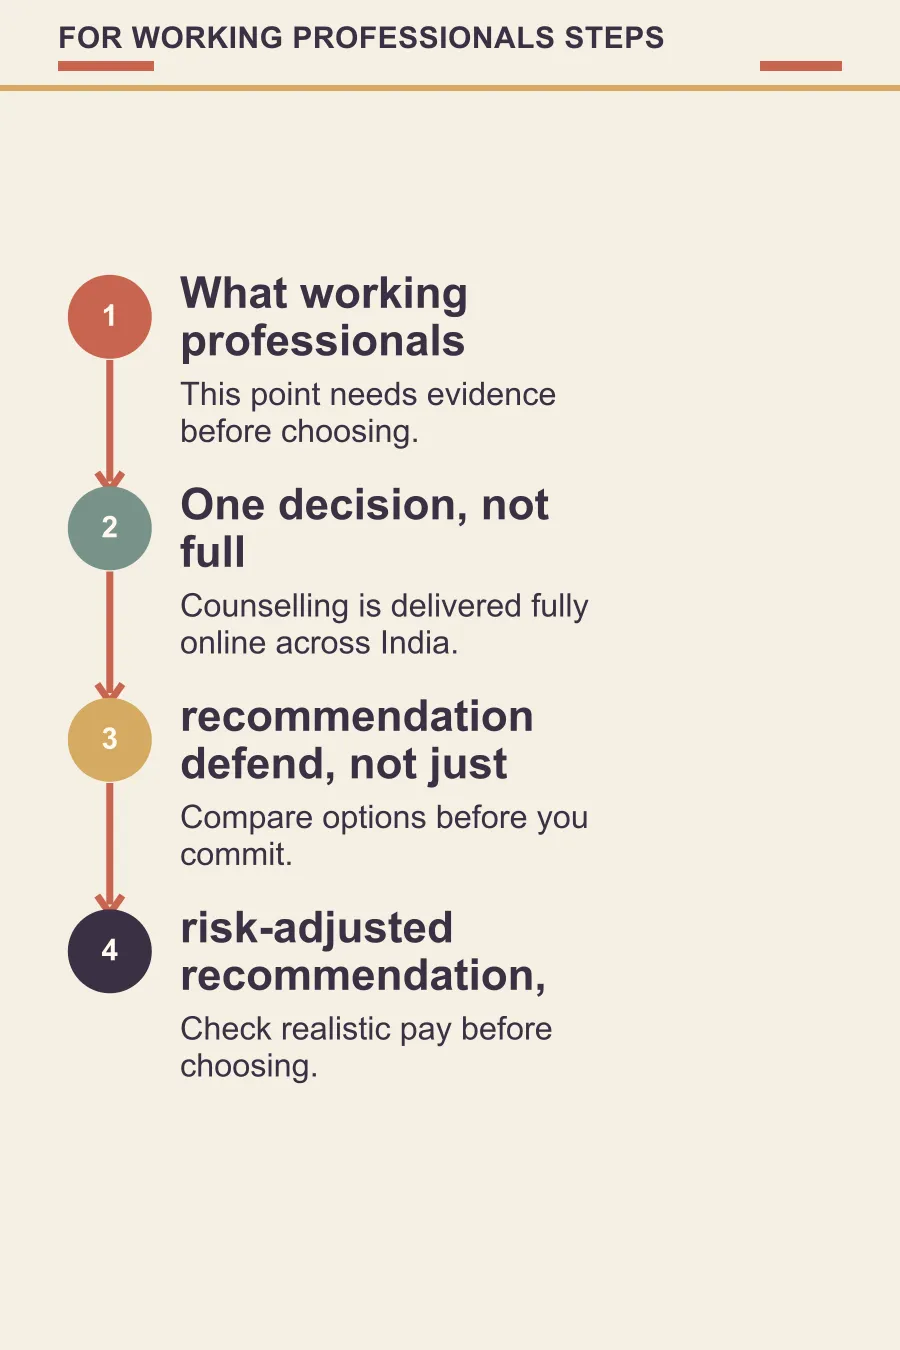 FOR WORKING PROFESSIONALS STEPS
1
What working
professionals
This point needs evidence
before choosing.
2
One decision, not
full
Counselling is delivered fully
online across India.
3
recommendation
defend, not just
Compare options before you
commit.
4
risk-adjusted
recommendation,
Check realistic pay before
choosing.